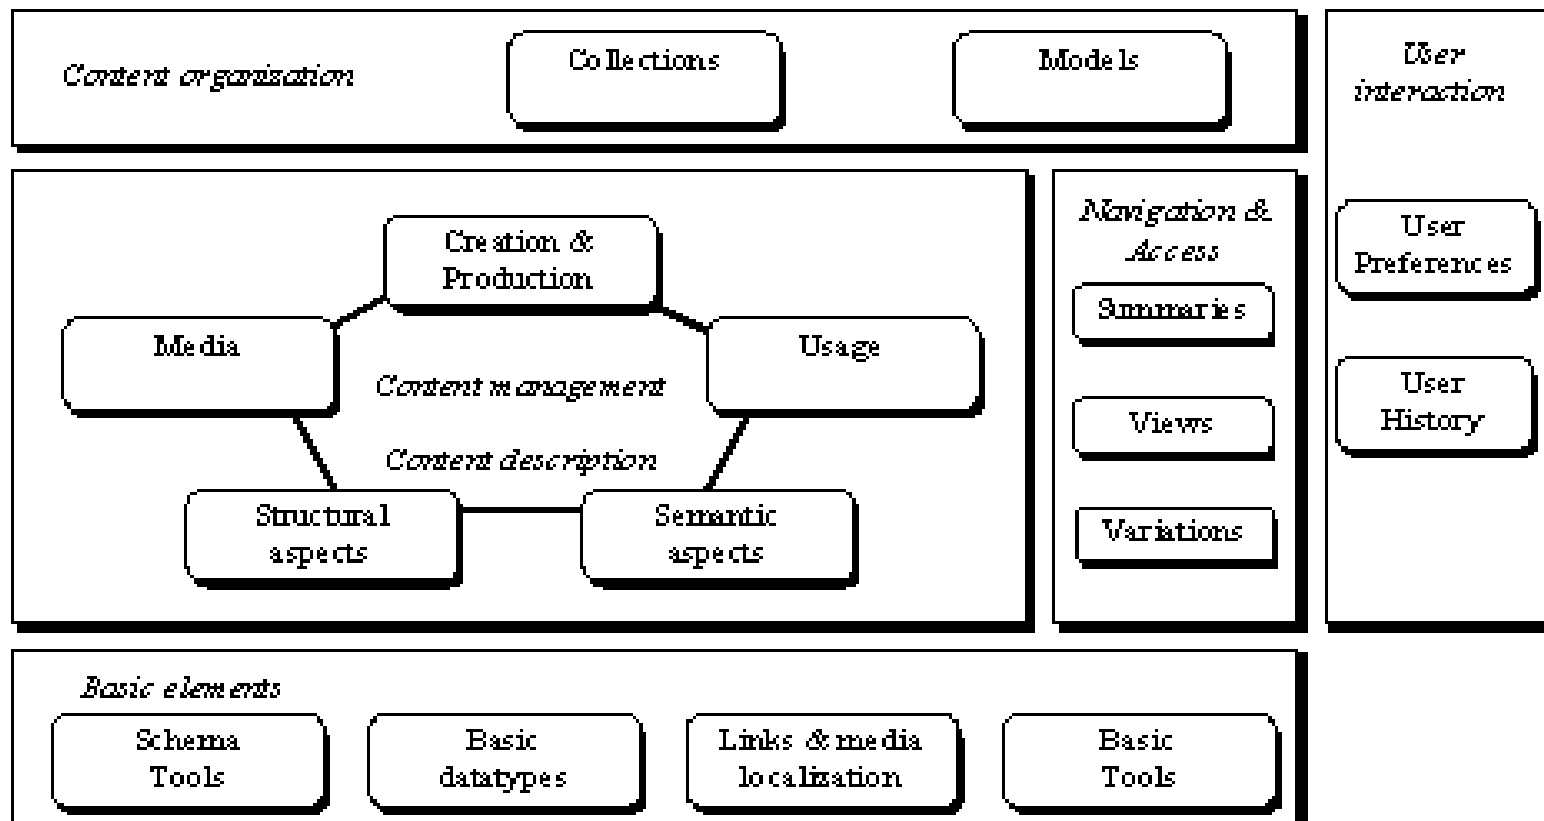 Content organization
Collections
Models
User
interaction
Creation &
Production
Media
Usage
Content management
Content description
Structural
aspects
Semantic
aspects
Navigation &
Access
Summaries
Views
Variations
User
Preferences
User
History
Basic elements
Schema
Tools
Basic
datatypes
Links & media
localization
Basic
Tools